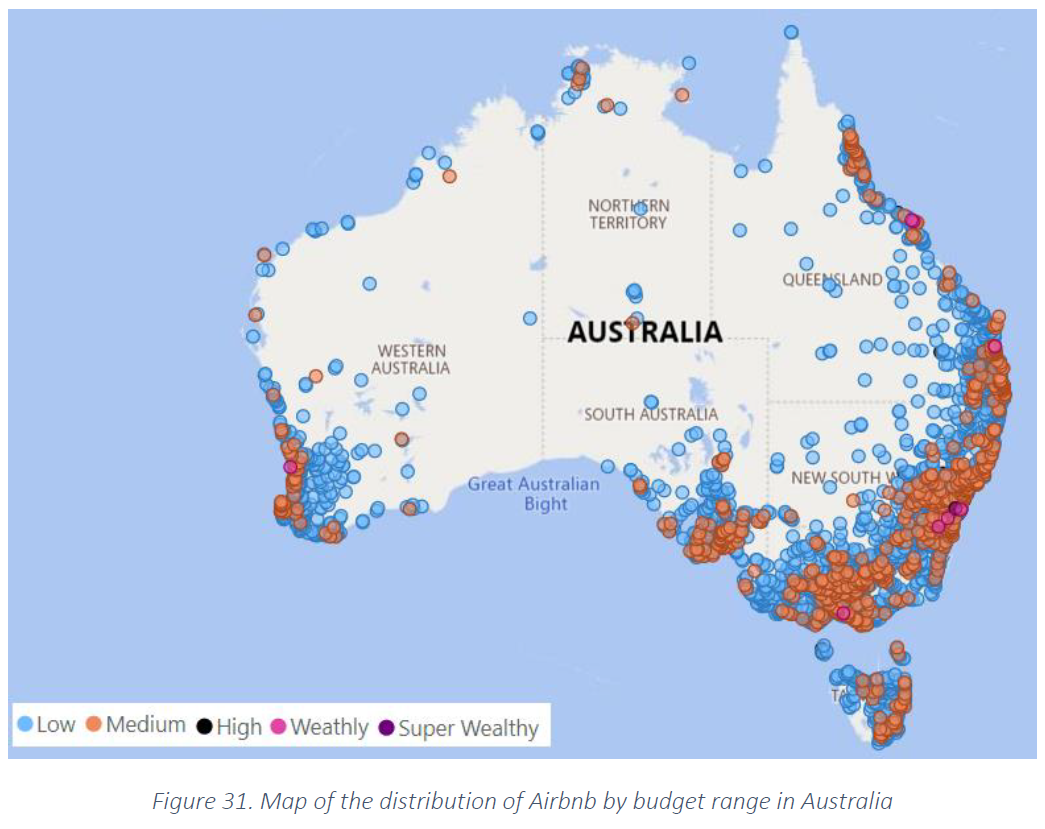 NORTHERN
TERRITORY
QUEENSLAND
AUSTRALIA
WESTERN
AUSTRALIA
SOUTH AUSTRALIA
NEW SOUTH W
Great Australian
Bight
TA
Low Medium High Weathly Super Wealthy
Figure 31. Map of the distribution of Airbnb by budget range in Australia